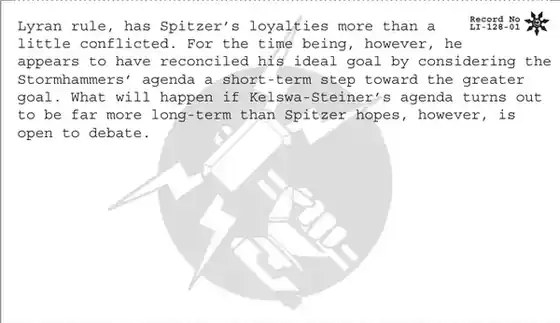 Lyran rule, has Spitzer's loyalties more than a
little conflicted. For the time being, however, he
appears to have reconciled his ideal goal by considering the
Stormhammers' agenda a short-term step toward the greater
goal. What will happen if Kelswa-Steiner's agenda turns out
to be far more long-term than Spitzer hopes, however, is
open to debate.
Record No
LI-128-01